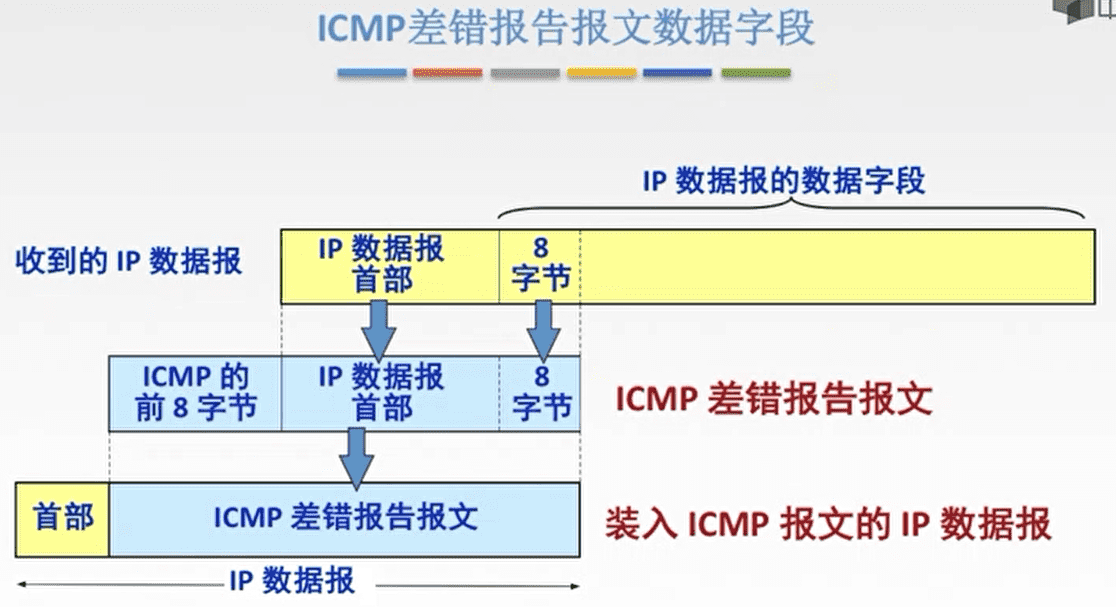 ICMP差错报告报文数据字段
IP 数据报的数据字段
收到的 IP 数据报
IP 数据报
首部
8
字节
ICMP 的
前 8 字节
IP 数据报
首部
8
字节
ICMP 差错报告报文
首部
ICMP 差错报告报文
装入 ICMP 报文的 IP 数据报
IP 数据报